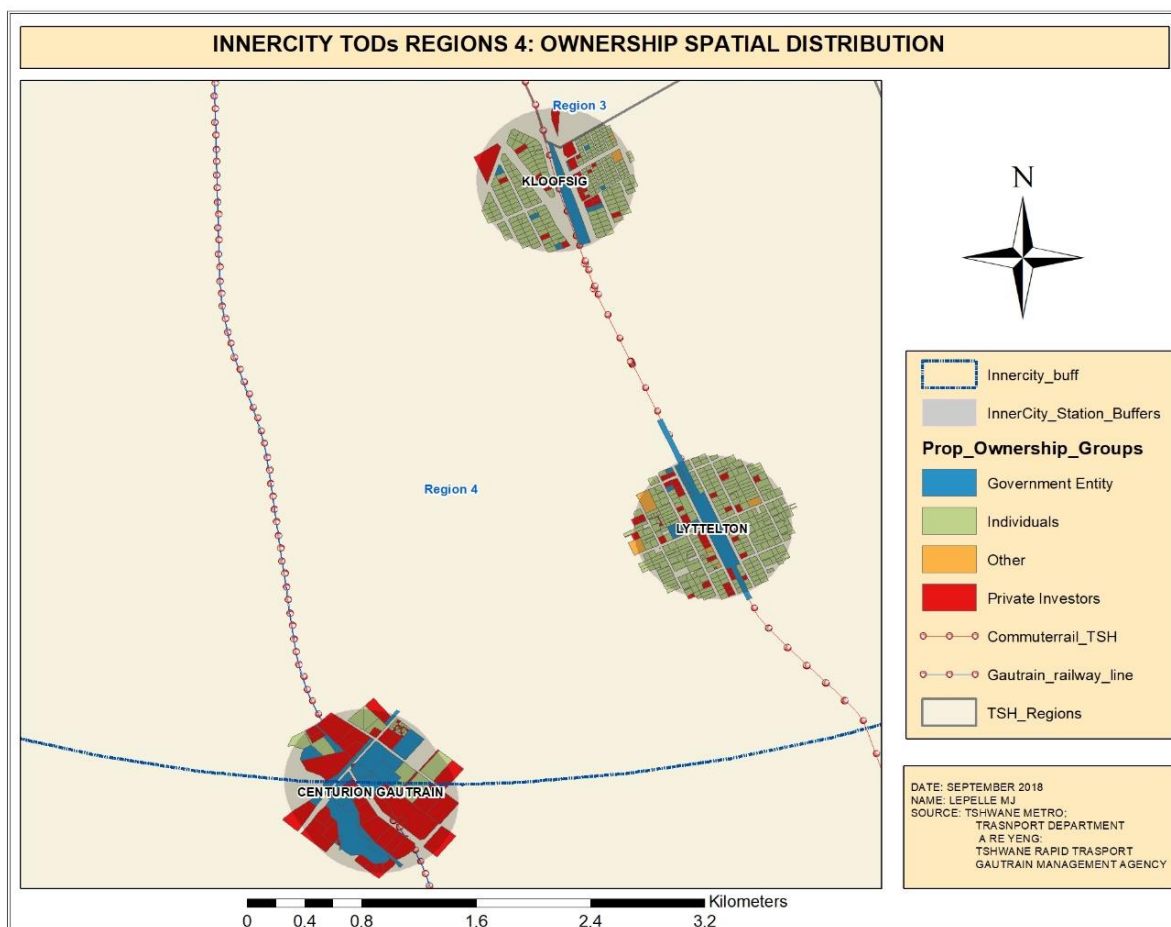 INNERCITY TODs REGIONS 4: OWNERSHIP SPATIAL DISTRIBUTION
Region 3
KLOOFSIG
Region 4
LYTTELTON
CENTURION GAUTRAIN
N
Innercity_buff
InnerCity_Station_Buffers
Prop_Ownership_Groups
Government Entity
Individuals
Other
Private Investors
Commuterrail_TSH
Gautrain_railway_line
TSH_Regions
DATE: SEPTEMBER 2018
NAME: LEPELLE MJ
SOURCE: TSHWANE METRO;
TRASNPORT DEPARTMENT
A RE YENG:
TSHWANE RAPID TRASPORT
GAUTRAIN MANAGEMENT AGENCY
Kilometers
0 0.4 0.8 1.6 2.4 3.2